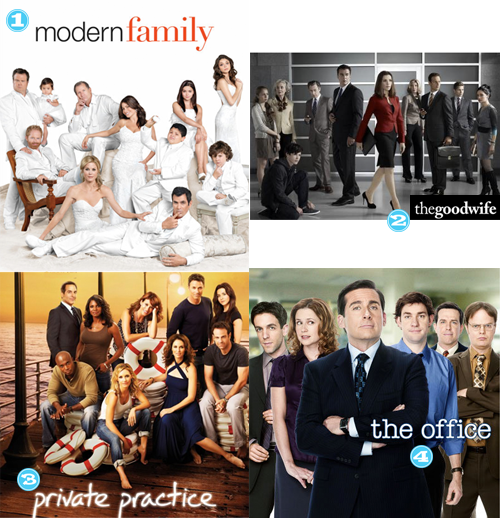 1
modern family
thegoodwife
2
3
private practice
the office
4